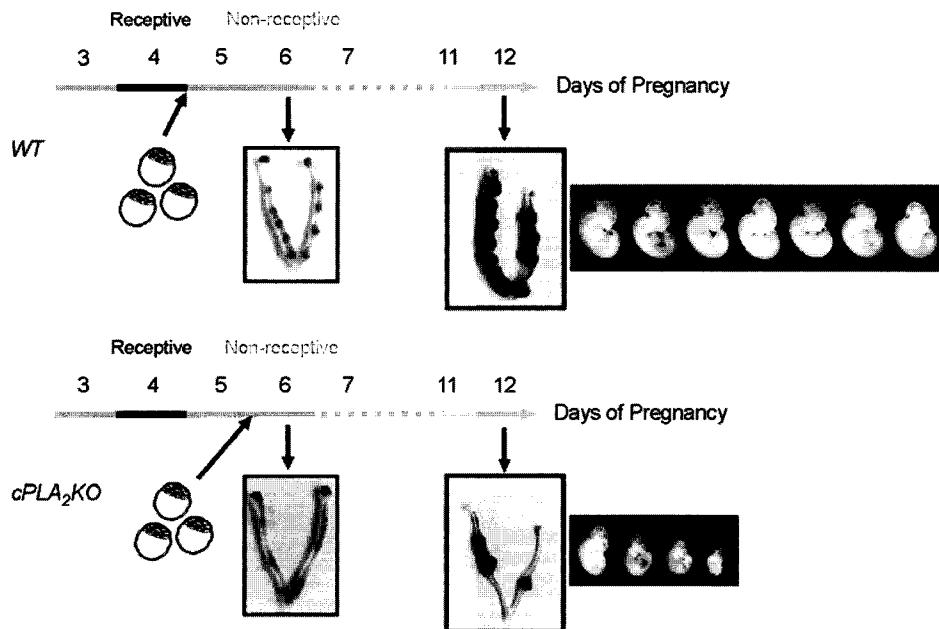 Receptive Non-receptive
3 4 5 6 7 11 12
Days of Pregnancy
WT
Receptive Non-receptive
3 4 5 6 7 11 12
Days of Pregnancy
cPLA₂KO